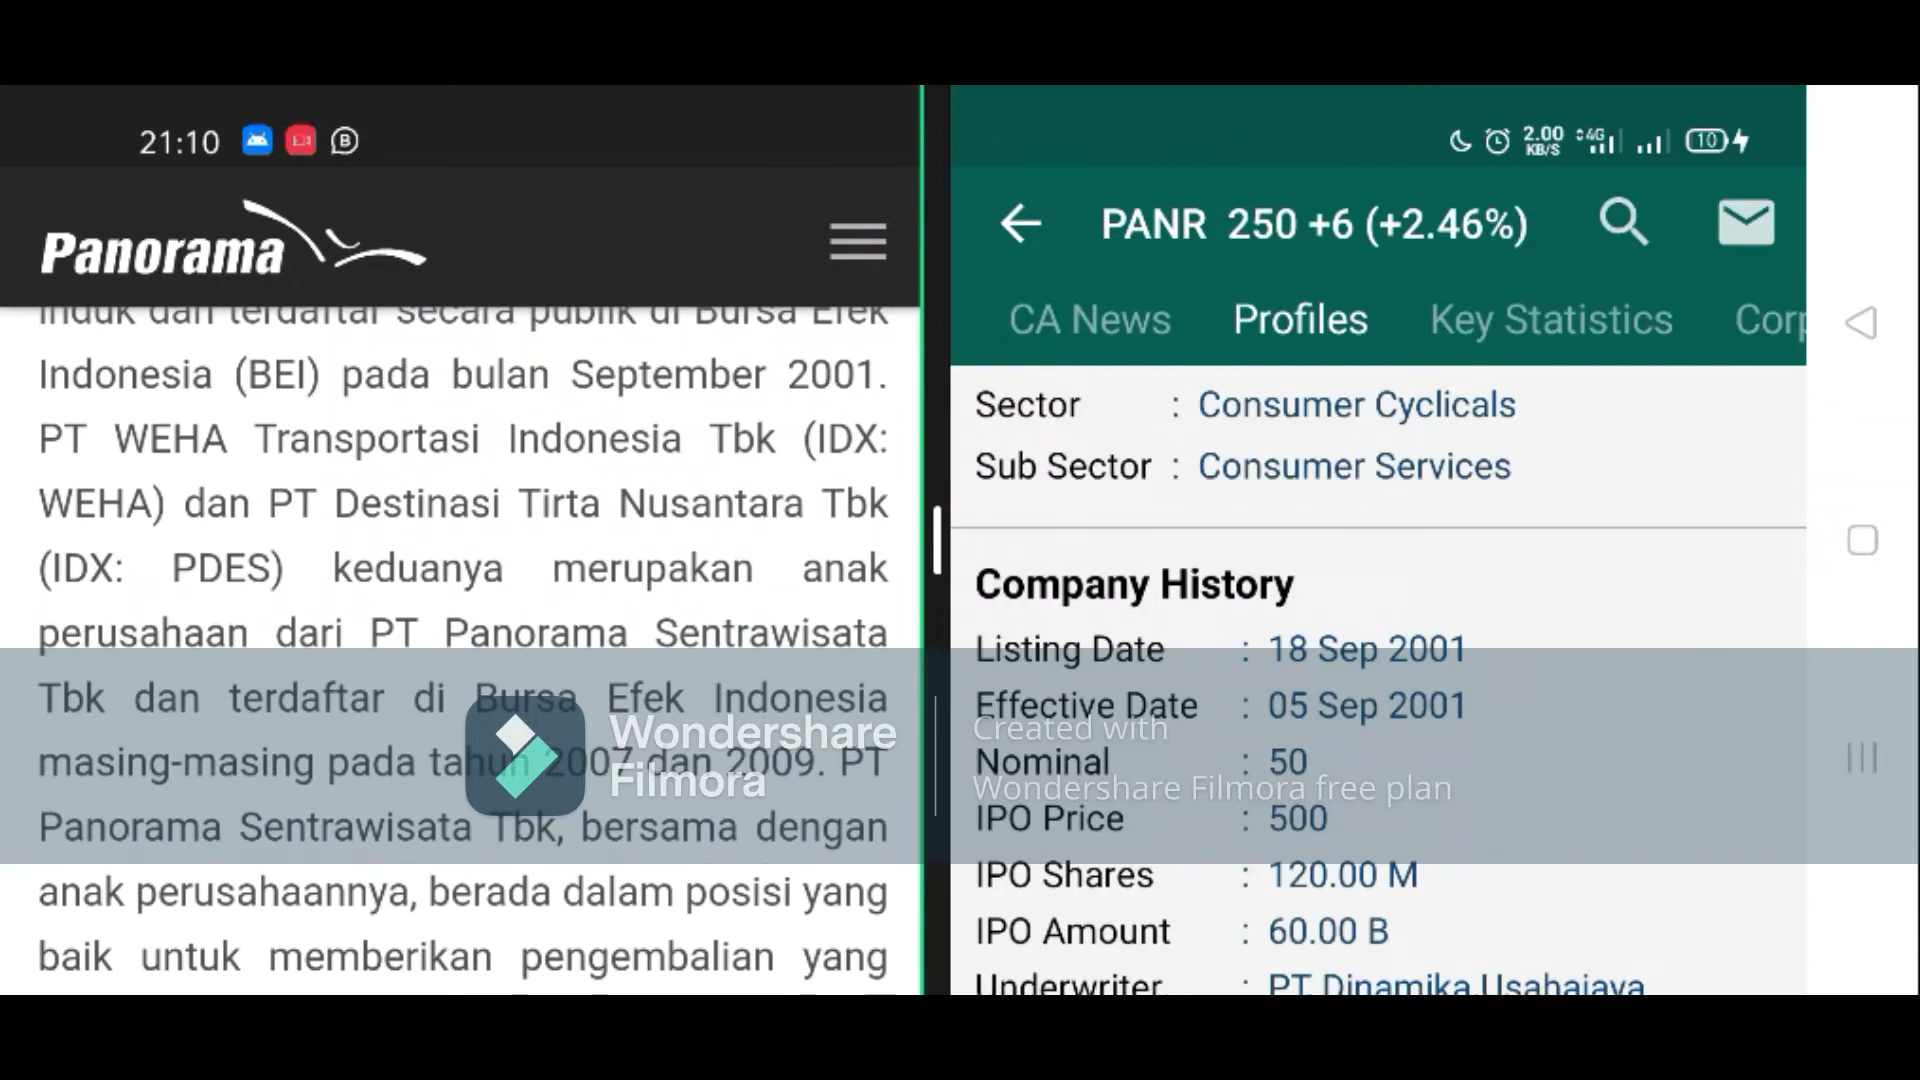 21:10
Panorama
Induk dan terdaftar secara publik di Bursa Efek
Indonesia (BEI) pada bulan September 2001.
PT WEHA Transportasi Indonesia Tbk (IDX:
WEHA) dan PT Destinasi Tirta Nusantara Tbk
(IDX: PDES) keduanya merupakan anak
perusahaan dari PT Panorama Sentrawisata
Tbk dan terdaftar di Bursa Efek Indonesia
masing-masing pada tahun 2007 dan 2009. PT
Panorama Sentrawisata Tbk, bersama dengan
anak perusahaannya, berada dalam posisi yang
baik untuk memberikan pengembalian yang
2.00 KB/S 4G 10
PANR 250 +6 (+2.46%)
CA News Profiles Key Statistics Corp
Sector : Consumer Cyclicals
Sub Sector : Consumer Services
Company History
Listing Date : 18 Sep 2001
Effective Date : 05 Sep 2001
Nominal : 50
IPO Price : 500
IPO Shares : 120.00 M
IPO Amount : 60.00 B
Underwriter : PT Dinamika Usahajaya
Wondershare
Filmora
Created with
Wondershare Filmora free plan